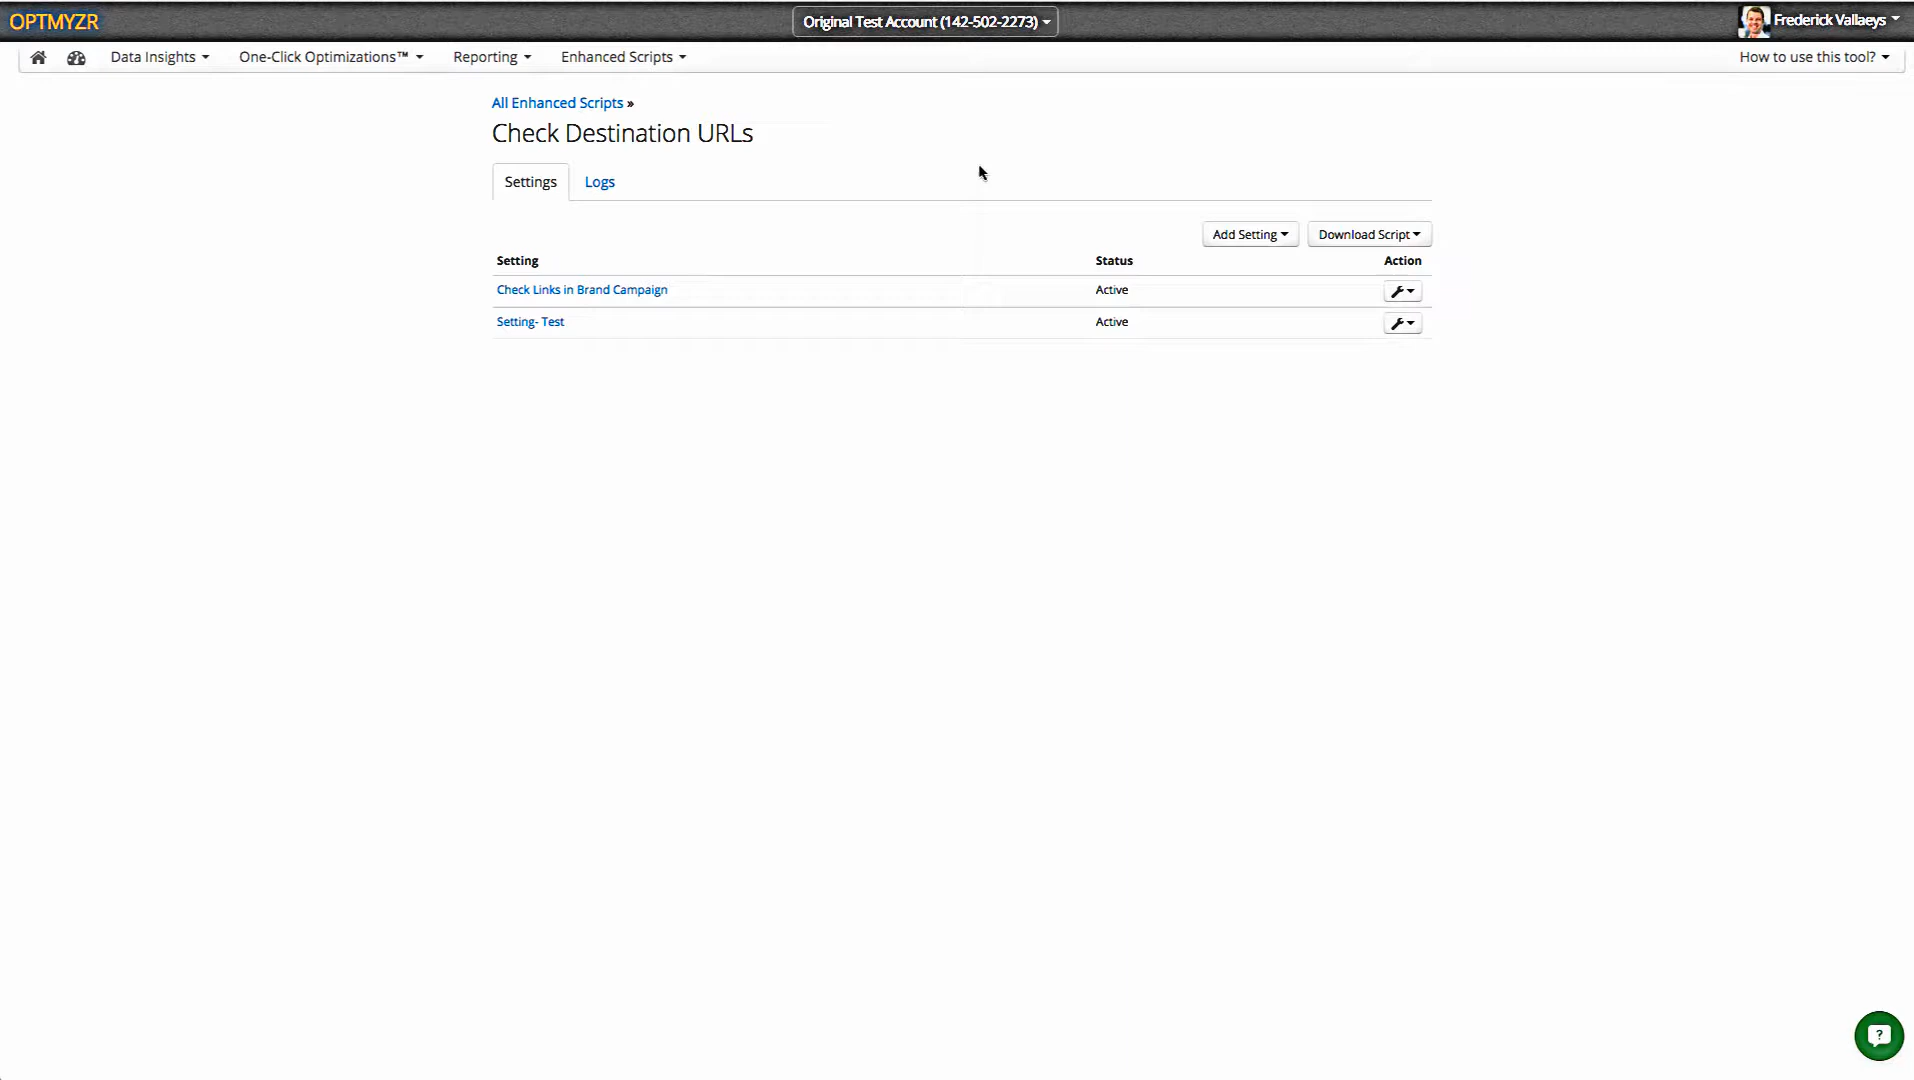 OPTMYZR
Original Test Account (142-502-2273)
Frederick Vallaeys
Data Insights
One-Click Optimizations™
Reporting
Enhanced Scripts
How to use this tool?
All Enhanced Scripts »
Check Destination URLs
Settings
Logs
Add Setting
Download Script
Setting
Status
Action
Check Links in Brand Campaign
Active
Setting- Test
Active
?